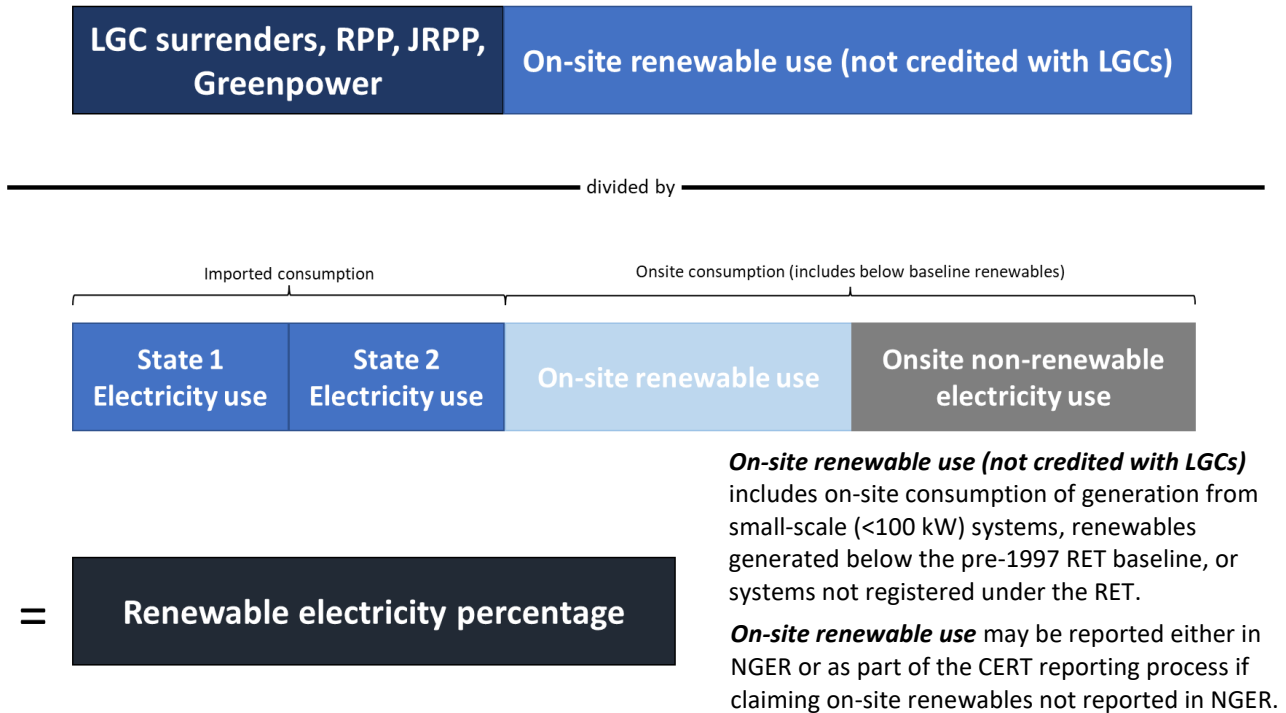 LGC surrenders, RPP, JRPP,
Greenpower
On-site renewable use (not credited with LGCs)
divided by
Imported consumption
Onsite consumption (includes below baseline renewables)
State 1
Electricity use
State 2
Electricity use
On-site renewable use
Onsite non-renewable
electricity use
On-site renewable use (not credited with LGCs)
includes on-site consumption of generation from
small-scale (<100 kW) systems, renewables
generated below the pre-1997 RET baseline, or
systems not registered under the RET.
On-site renewable use may be reported either in
NGER or as part of the CERT reporting process if
claiming on-site renewables not reported in NGER.
=
Renewable electricity percentage